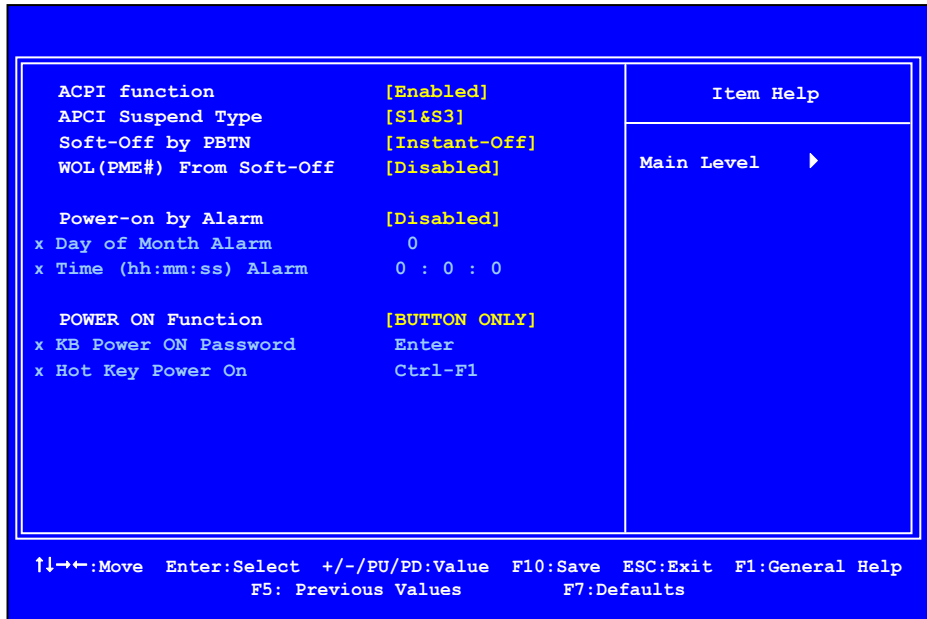 ACPI function [Enabled]
APCI Suspend Type [S1&S3]
Soft-Off by PBTN [Instant-Off]
WOL(PME#) From Soft-Off [Disabled]
Power-on by Alarm [Disabled]
x Day of Month Alarm 0
x Time (hh:mm:ss) Alarm 0 : 0 : 0
POWER ON Function [BUTTON ONLY]
x KB Power ON Password Enter
x Hot Key Power On Ctrl-F1
Item Help
Main Level ▶
↑↓→←:Move Enter:Select +/-/PU/PD:Value F10:Save ESC:Exit F1:General Help
F5: Previous Values F7:Defaults